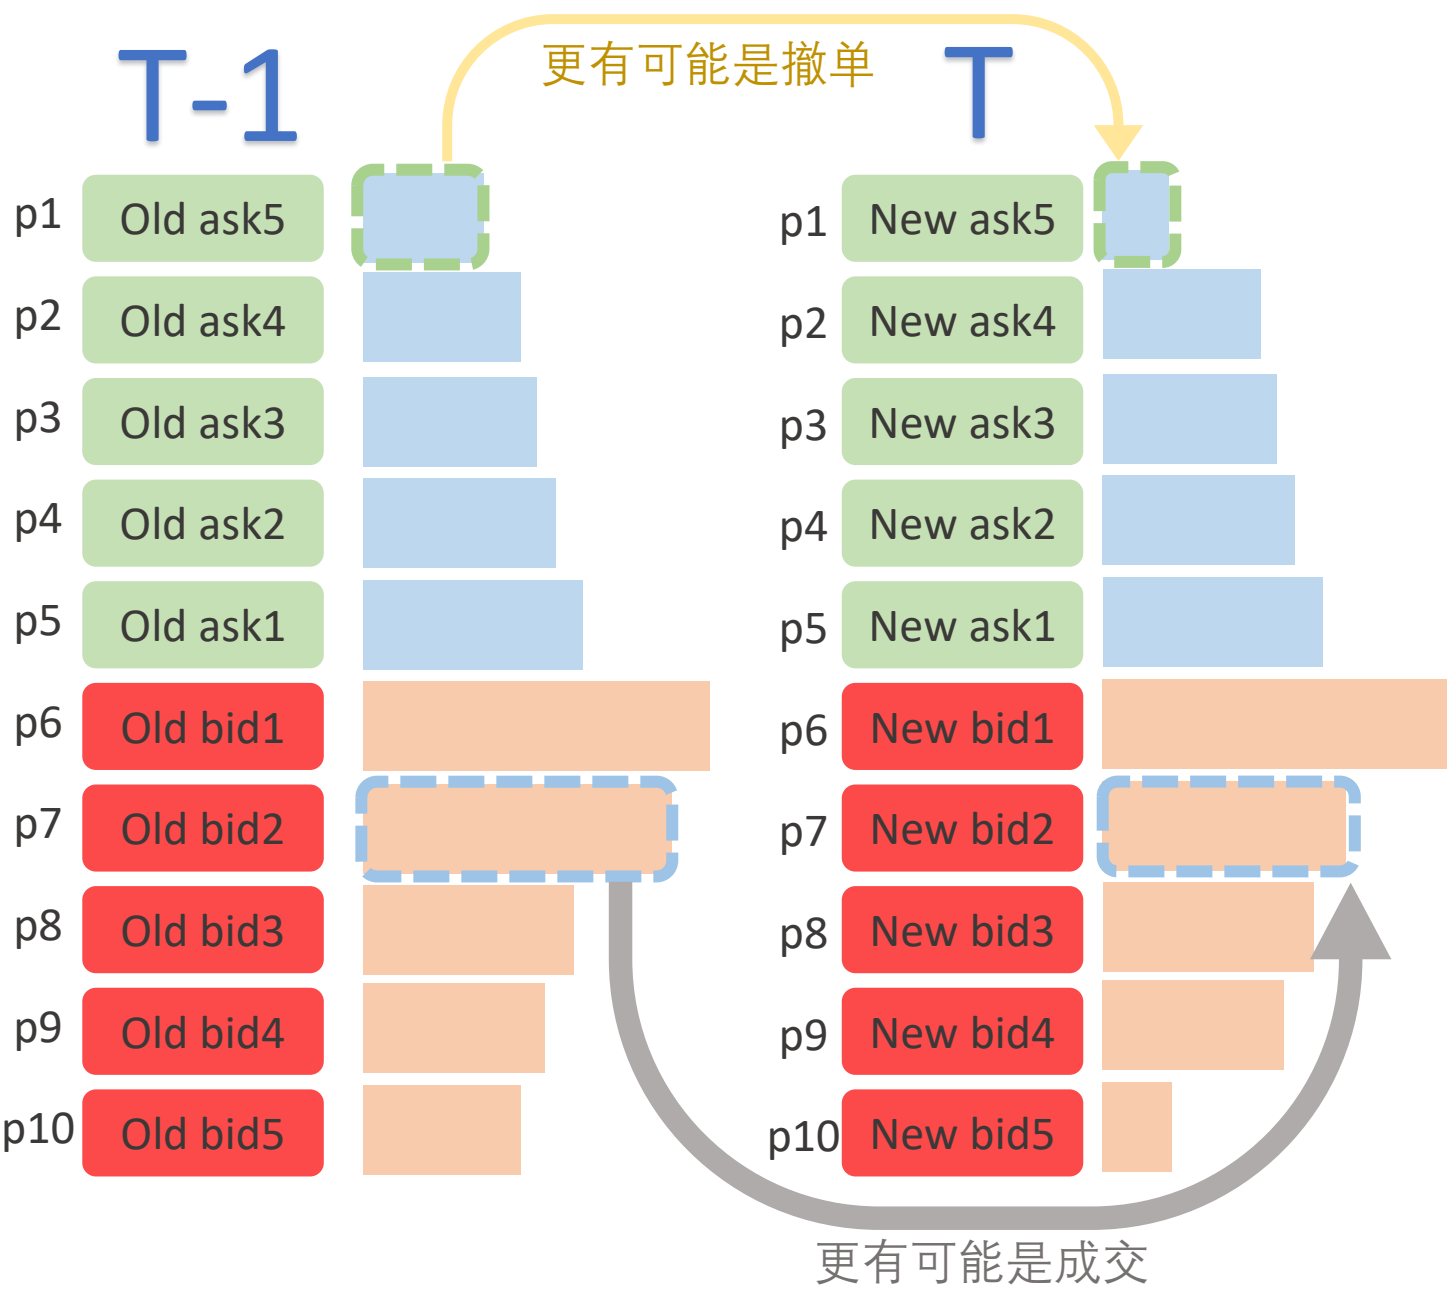 更有可能是撤单
T-1
T
p1 Old ask5
p1 New ask5
p2 Old ask4
p2 New ask4
p3 Old ask3
p3 New ask3
p4 Old ask2
p4 New ask2
p5 Old ask1
p5 New ask1
p6 Old bid1
p6 New bid1
p7 Old bid2
p7 New bid2
p8 Old bid3
p8 New bid3
p9 Old bid4
p9 New bid4
p10 Old bid5
p10 New bid5
更有可能是成交